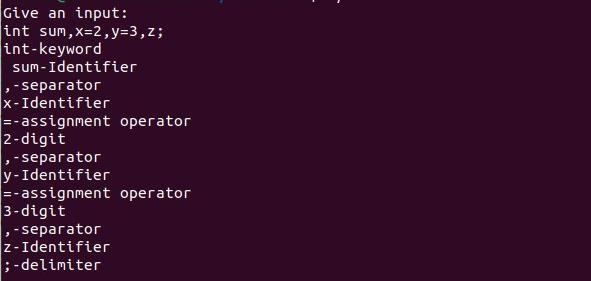 Give an input:
int sum,x=2,y=3,z;
int-keyword
 sum-Identifier
,-separator
x-Identifier
=-assignment operator
2-digit
,-separator
y-Identifier
=-assignment operator
3-digit
,-separator
z-Identifier
;-delimiter